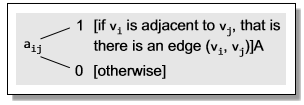 1 [if vᵢ is adjacent to vⱼ, that is
aᵢⱼ there is an edge (vᵢ, vⱼ)]A
0 [otherwise]